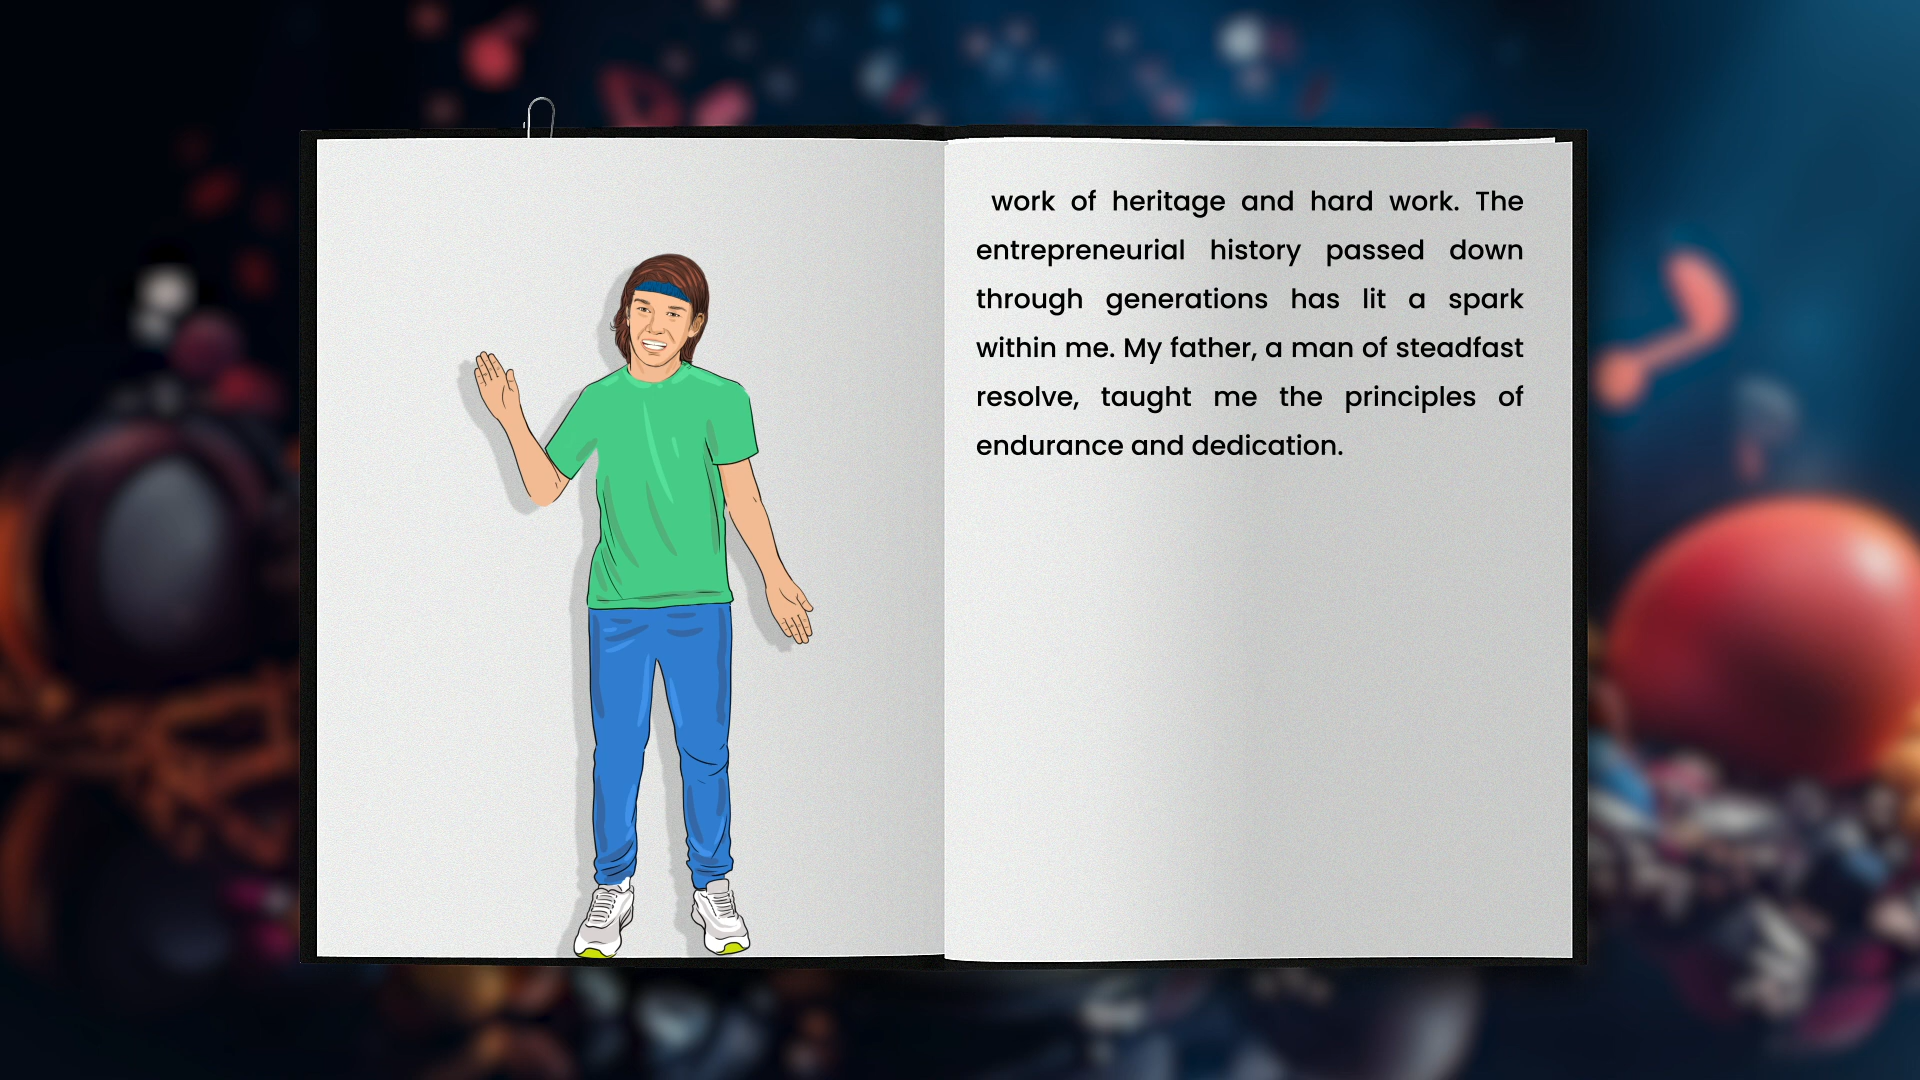 work of heritage and hard work. The
entrepreneurial history passed down
through generations has lit a spark
within me. My father, a man of steadfast
resolve, taught me the principles of
endurance and dedication.